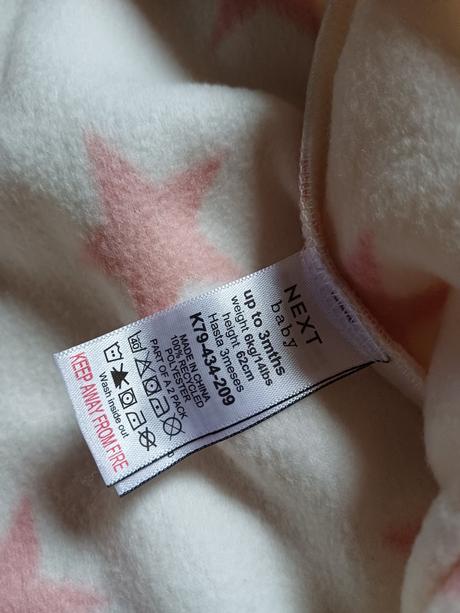 NEXT
baby
up to 3mths
weight 6kg/14lbs
height 62cm
Hasta 3meses
K79-434-209
MADE IN CHINA
100% RECYCLED
POLYESTER
PART OF A 2 PACK
40
Wash inside out
KEEP AWAY FROM FIRE